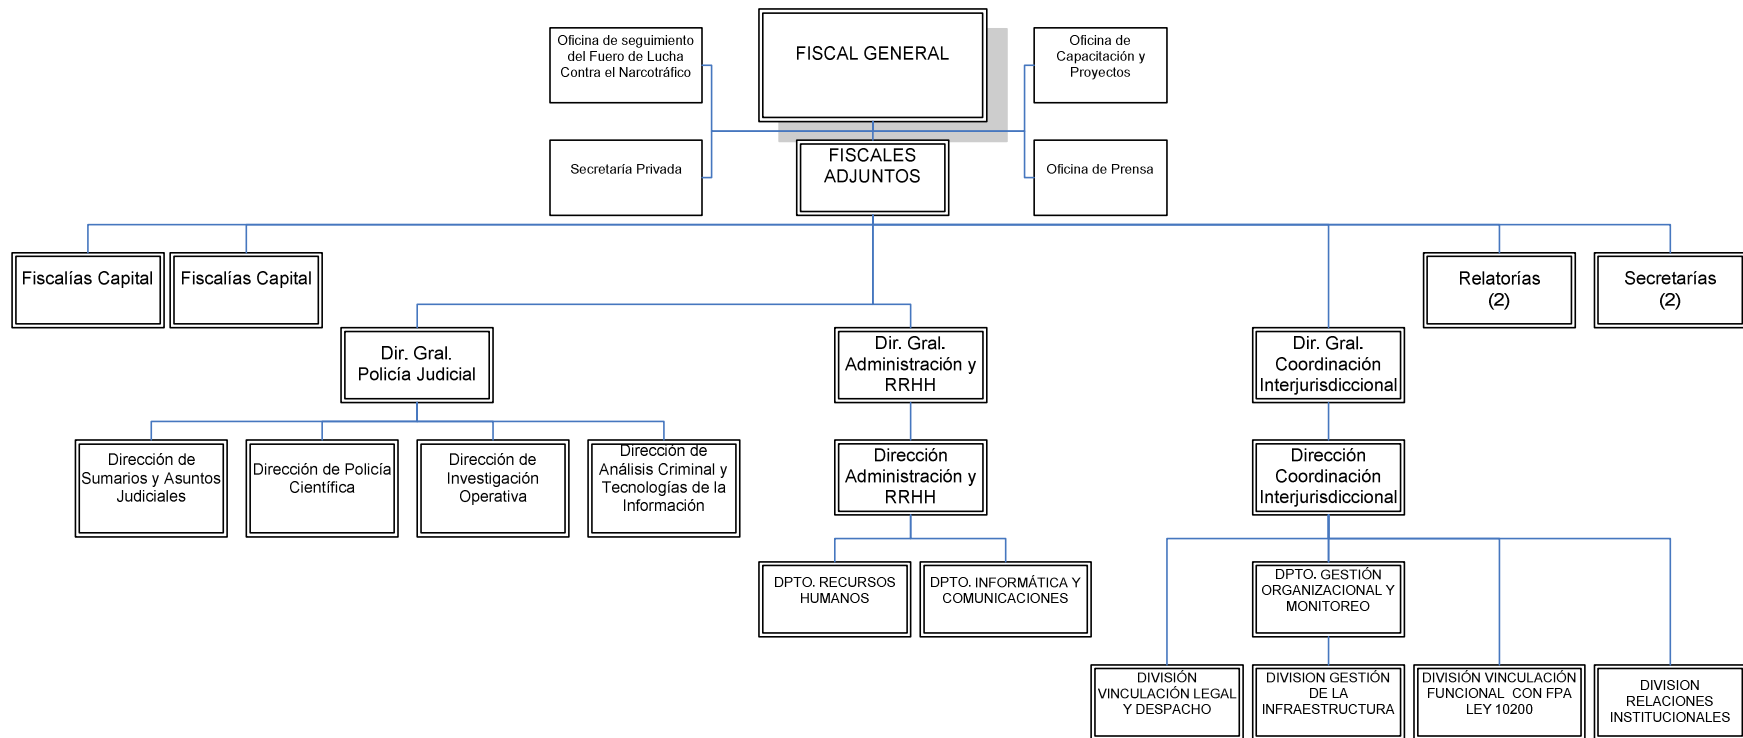 Oficina de seguimiento
del Fuero de Lucha
Contra el Narcotráfico
FISCAL GENERAL
Oficina de
Capacitación y
Proyectos
Secretaría Privada
FISCALES
ADJUNTOS
Oficina de Prensa
Fiscalías Capital
Fiscalías Capital
Relatorías
(2)
Secretarías
(2)
Dir. Gral.
Policía Judicial
Dir. Gral.
Administración y
RRHH
Dir. Gral.
Coordinación
Interjurisdiccional
Dirección de
Sumarios y Asuntos
Judiciales
Dirección de Policía
Científica
Dirección de
Investigación
Operativa
Dirección de
Análisis Criminal y
Tecnologías de la
Información
Dirección
Administración y
RRHH
Dirección
Coordinación
Interjurisdiccional
DPTO. RECURSOS
HUMANOS
DPTO. INFORMÁTICA Y
COMUNICACIONES
DPTO. GESTIÓN
ORGANIZACIONAL Y
MONITOREO
DIVISIÓN
VINCULACIÓN LEGAL
Y DESPACHO
DIVISION GESTIÓN
DE LA
INFRAESTRUCTURA
DIVISIÓN VINCULACIÓN
FUNCIONAL CON FPA
LEY 10200
DIVISION
RELACIONES
INSTITUCIONALES